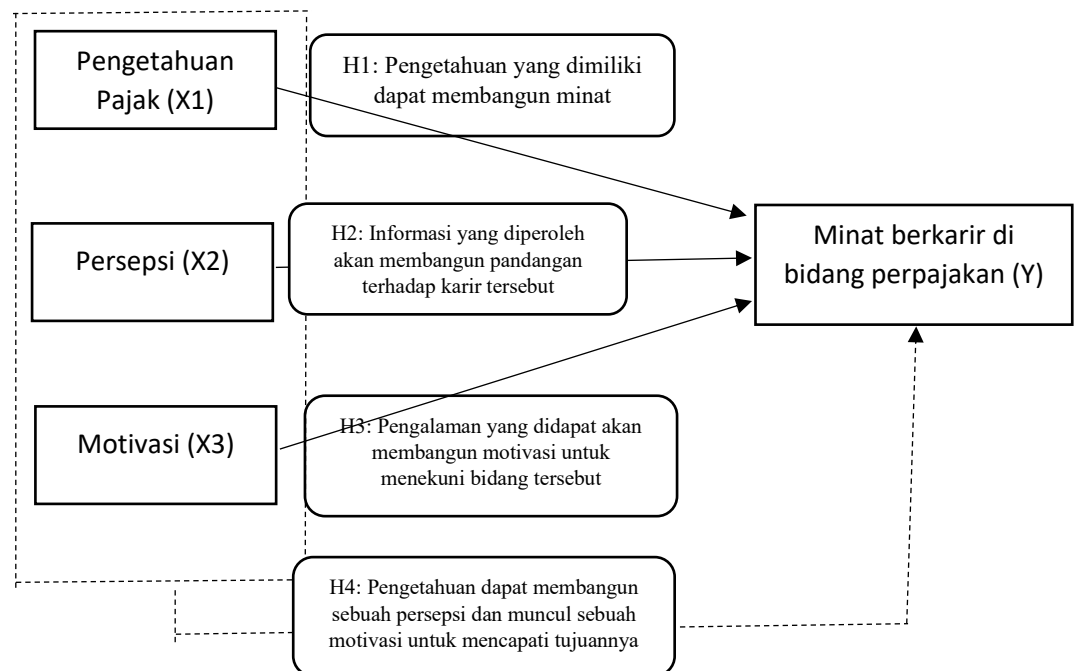 Pengetahuan
Pajak (X1)
H1: Pengetahuan yang dimiliki
dapat membangun minat
Persepsi (X2)
H2: Informasi yang diperoleh
akan membangun pandangan
terhadap karir tersebut
Minat berkarir di
bidang perpajakan (Y)
Motivasi (X3)
H3: Pengalaman yang didapat akan
membangun motivasi untuk
menekuni bidang tersebut
H4: Pengetahuan dapat membangun
sebuah persepsi dan muncul sebuah
motivasi untuk mencapati tujuannya